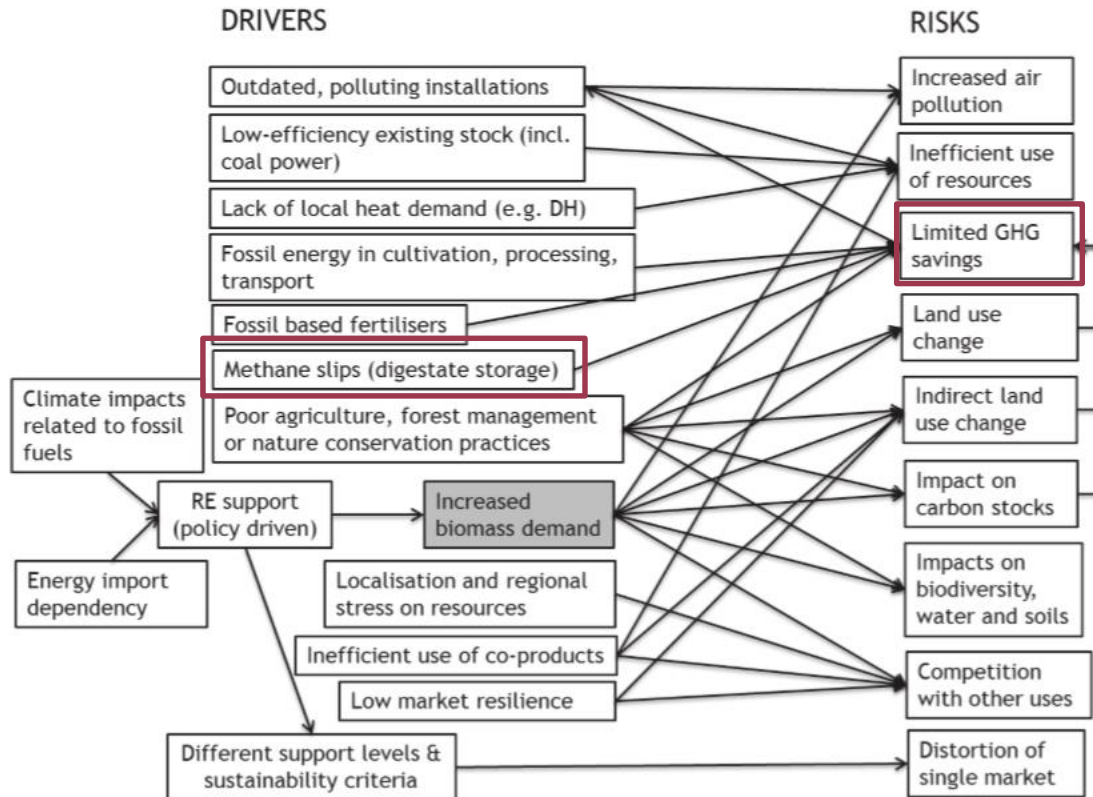 DRIVERS
Outdated, polluting installations
Low-efficiency existing stock (incl.
coal power)
Lack of local heat demand (e.g. DH)
Fossil energy in cultivation, processing,
transport
Fossil based fertilisers
Methane slips (digestate storage)
Climate impacts
related to fossil
fuels
Poor agriculture, forest management
or nature conservation practices
RE support
(policy driven)
Increased
biomass demand
Energy import
dependency
Localisation and regional
stress on resources
Inefficient use of co-products
Low market resilience
Different support levels &
sustainability criteria
RISKS
Increased air
pollution
Inefficient use
of resources
Limited GHG
savings
Land use
change
Indirect land
use change
Impact on
carbon stocks
Impacts on
biodiversity,
water and soils
Competition
with other uses
Distortion of
single market